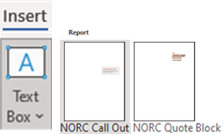 Insert
A
Text
Box
Report
NORC Call Out
NORC Quote Block